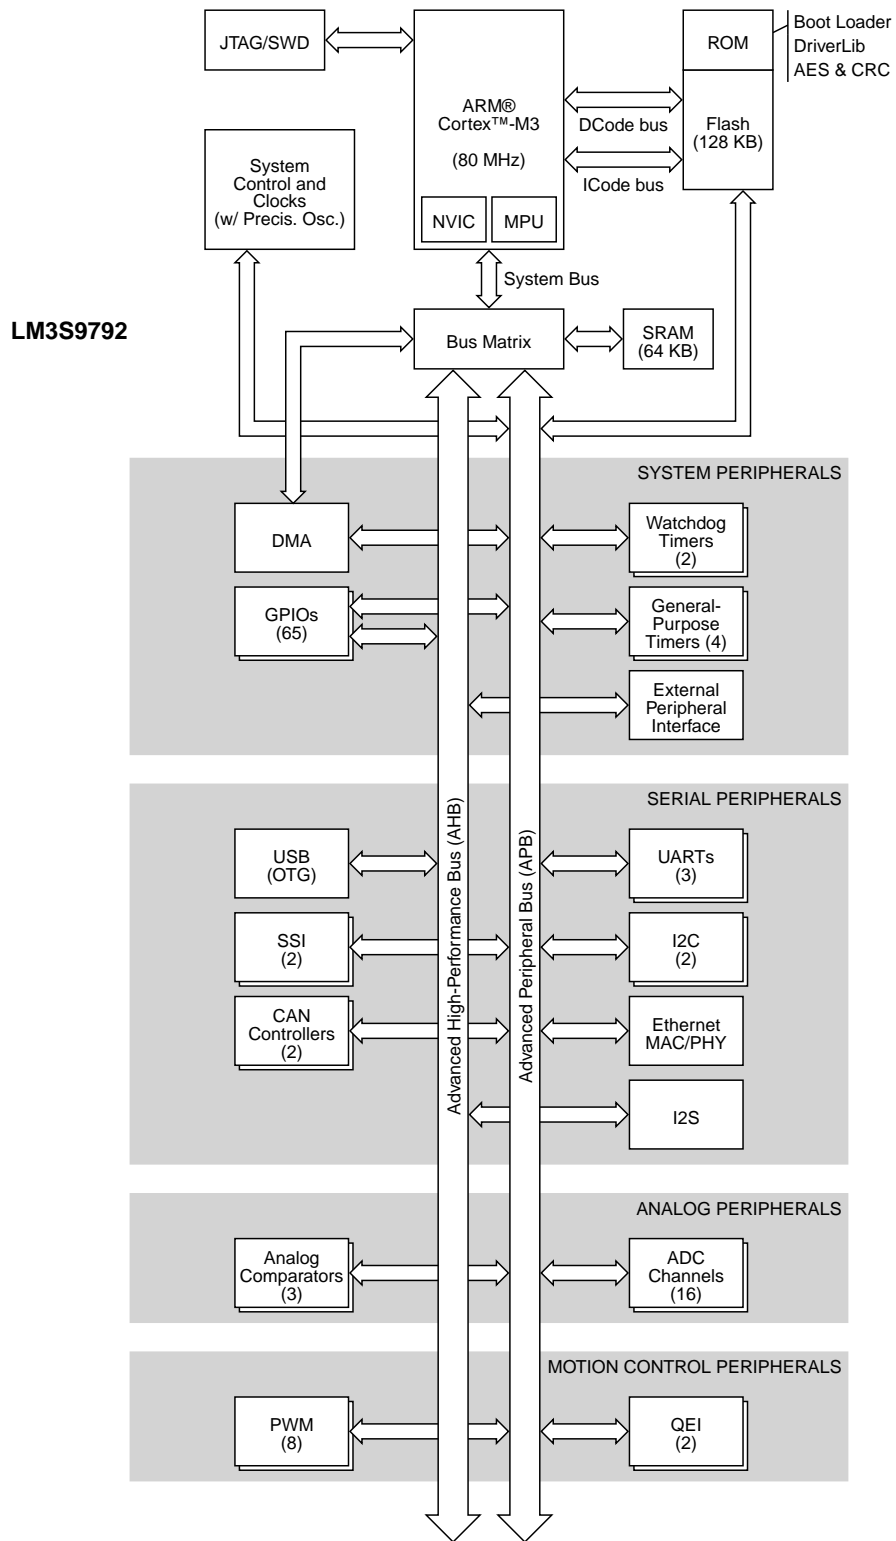 JTAG/SWD
ARM®
Cortex™-M3
(80 MHz)
NVIC
MPU
ROM
Boot Loader
DriverLib
AES & CRC
Flash
(128 KB)
DCode bus
ICode bus
System
Control and
Clocks
(w/ Precis. Osc.)
System Bus
LM3S9792
Bus Matrix
SRAM
(64 KB)
SYSTEM PERIPHERALS
DMA
Watchdog
Timers
(2)
GPIOs
(65)
General-
Purpose
Timers (4)
External
Peripheral
Interface
Advanced High-Performance Bus (AHB)
Advanced Peripheral Bus (APB)
SERIAL PERIPHERALS
USB
(OTG)
UARTs
(3)
SSI
(2)
I2C
(2)
CAN
Controllers
(2)
Ethernet
MAC/PHY
I2S
ANALOG PERIPHERALS
Analog
Comparators
(3)
ADC
Channels
(16)
MOTION CONTROL PERIPHERALS
PWM
(8)
QEI
(2)